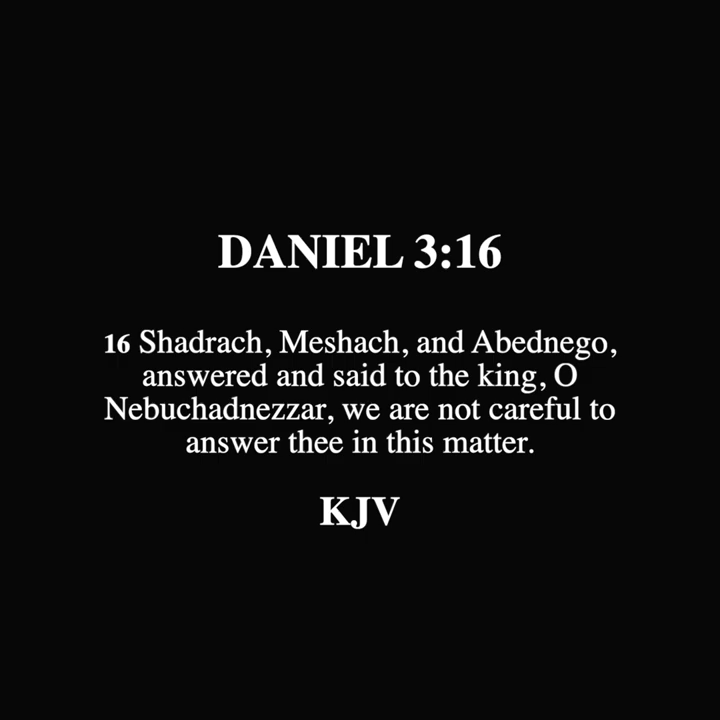 DANIEL 3:16
16 Shadrach, Meshach, and Abednego,
answered and said to the king, O
Nebuchadnezzar, we are not careful to
answer thee in this matter.
KJV